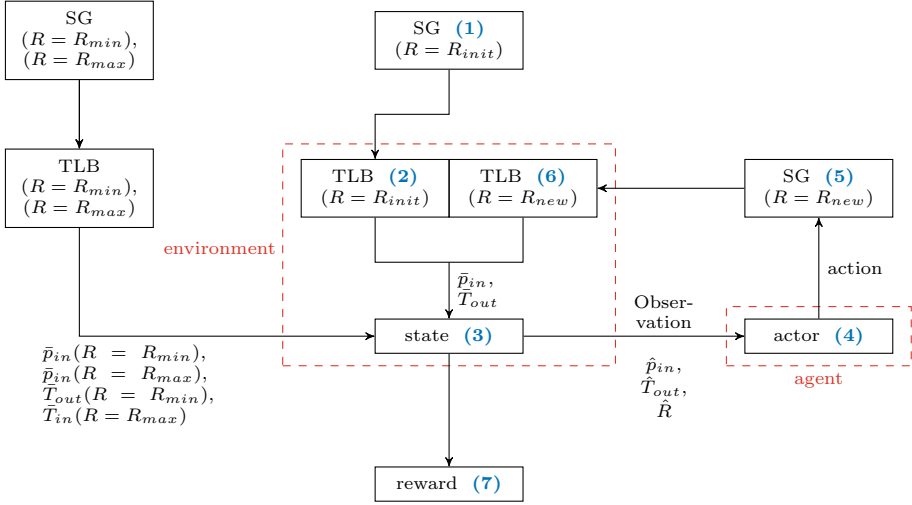 SG
(R = R_min),
(R = R_max)
SG (1)
(R = R_init)
TLB
(R = R_min),
(R = R_max)
TLB (2)
(R = R_init)
TLB (6)
(R = R_new)
SG (5)
(R = R_new)
environment
action
p̄_in,
T̄_out
Obser-
vation
state (3)
actor (4)
p̄_in(R = R_min),
p̄_in(R = R_max),
T̄_out(R = R_min),
T̄_in(R = R_max)
p̂_in,
T̂_out,
R̂
agent
reward (7)